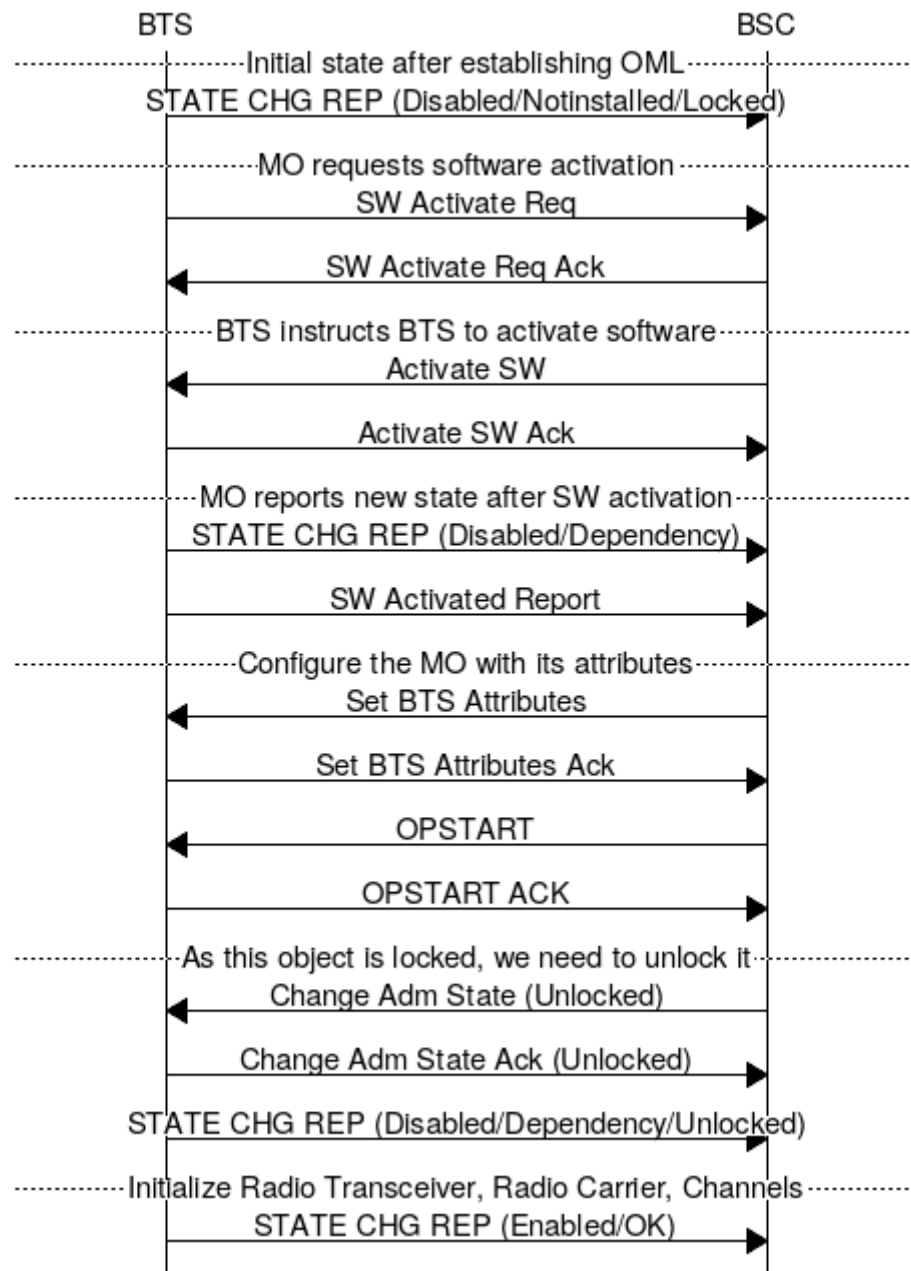 BTS BSC
Initial state after establishing OML
STATE CHG REP (Disabled/Notinstalled/Locked)
MO requests software activation
SW Activate Req
SW Activate Req Ack
BTS instructs BTS to activate software
Activate SW
Activate SW Ack
MO reports new state after SW activation
STATE CHG REP (Disabled/Dependency)
SW Activated Report
Configure the MO with its attributes
Set BTS Attributes
Set BTS Attributes Ack
OPSTART
OPSTART ACK
As this object is locked, we need to unlock it
Change Adm State (Unlocked)
Change Adm State Ack (Unlocked)
STATE CHG REP (Disabled/Dependency/Unlocked)
Initialize Radio Transceiver, Radio Carrier, Channels
STATE CHG REP (Enabled/OK)